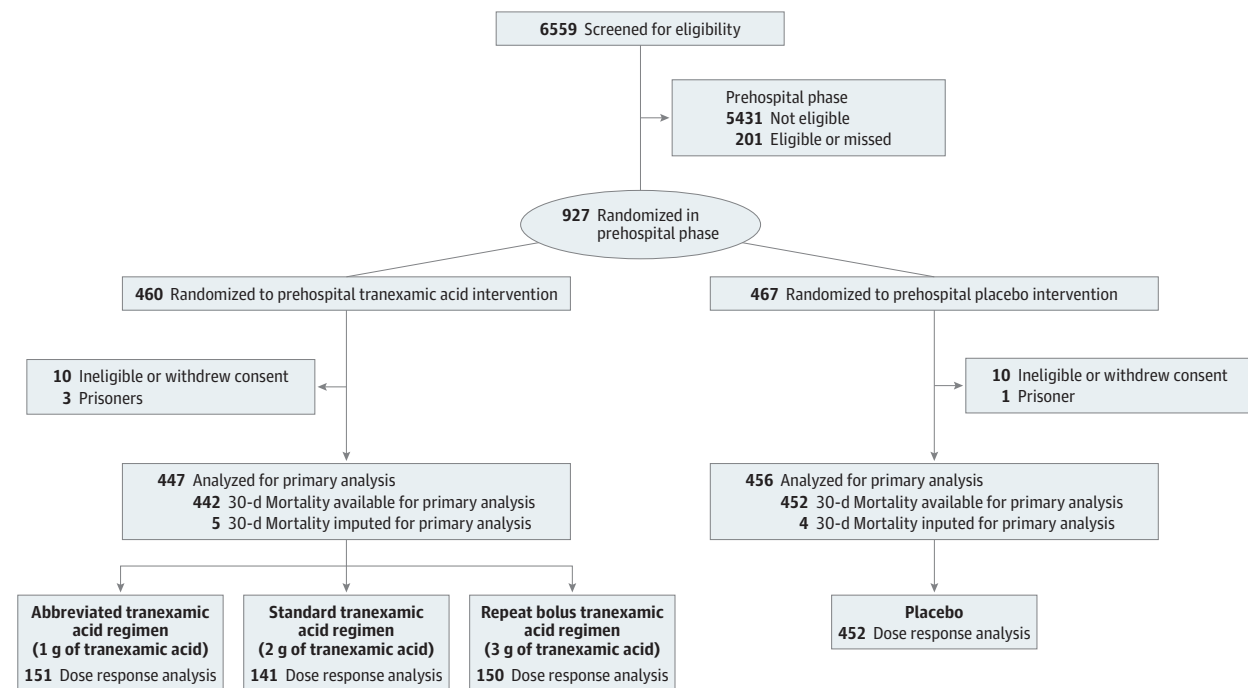 6559 Screened for eligibility
Prehospital phase
5431 Not eligible
201 Eligible or missed
927 Randomized in
prehospital phase
460 Randomized to prehospital tranexamic acid intervention
467 Randomized to prehospital placebo intervention
10 Ineligible or withdrew consent
3 Prisoners
10 Ineligible or withdrew consent
1 Prisoner
447 Analyzed for primary analysis
442 30-d Mortality available for primary analysis
5 30-d Mortality imputed for primary analysis
456 Analyzed for primary analysis
452 30-d Mortality available for primary analysis
4 30-d Mortality inputed for primary analysis
Abbreviated tranexamic
acid regimen
(1 g of tranexamic acid)
151 Dose response analysis
Standard tranexamic
acid regimen
(2 g of tranexamic acid)
141 Dose response analysis
Repeat bolus tranexamic
acid regimen
(3 g of tranexamic acid)
150 Dose response analysis
Placebo
452 Dose response analysis